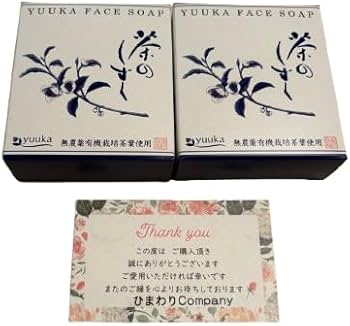 YUUKA FACE SOAP
茶の
しずく
yuuka
無農薬有機栽培茶葉使用
YUUKA FACE SOAP
茶の
しずく
yuuka
無農薬有機栽培茶葉使用
Thank you
この度は ご購入頂き
誠にありがとうございます
ご愛用いただければ幸いです
またのご縁を心よりお待ちしております
ひまわりCompany